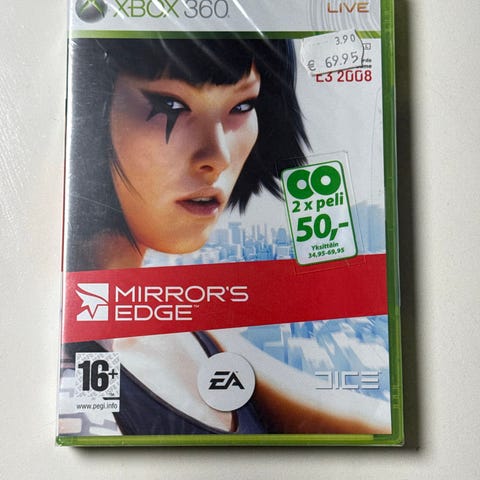 XBOX 360
LIVE
3.90
€ 69.95
E3 2008
2 x peli
50,-
Yksittäin
34,95-69,95
MIRROR'S
EDGE™
16+
www.pegi.info
EA
DICE